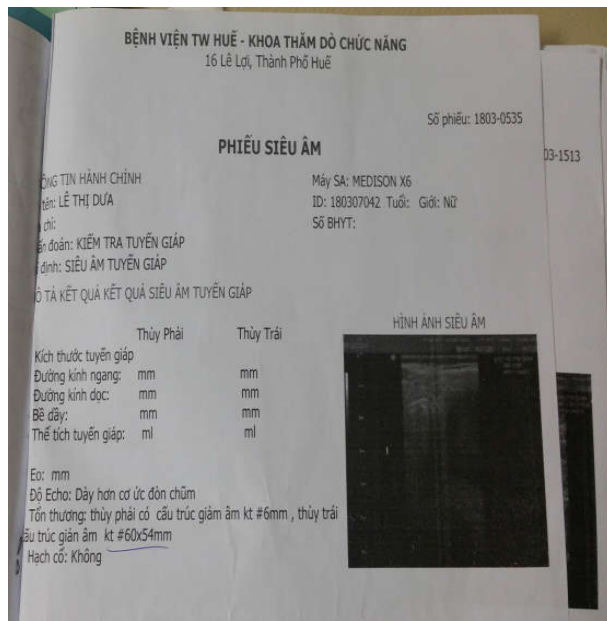 BỆNH VIỆN TW HUẾ - KHOA THĂM DÒ CHỨC NĂNG
16 Lê Lợi, Thành Phố Huế
Số phiếu: 1803-0535
03-1513
PHIẾU SIÊU ÂM
ÔNG TIN HÀNH CHÍNH
tên: LÊ THỊ DƯA
chỉ:
ẩn đoán: KIỂM TRA TUYẾN GIÁP
định: SIÊU ÂM TUYẾN GIÁP
Máy SA: MEDISON X6
ID: 180307042 Tuổi: Giới: Nữ
Số BHYT:
Ô TẢ KẾT QUẢ KẾT QUẢ SIÊU ÂM TUYẾN GIÁP
Thùy Phải Thùy Trái
Kích thước tuyến giáp
Đường kính ngang: mm mm
Đường kính dọc: mm mm
Bề dầy: mm mm
Thể tích tuyến giáp: ml ml
HÌNH ẢNH SIÊU ÂM
Eo: mm
Độ Echo: Dày hơn cơ ức đòn chũm
Tổn thương: thùy phải có cấu trúc giảm âm kt #6mm , thùy trái
ấu trúc giản âm kt #60x54mm
Hạch cổ: Không